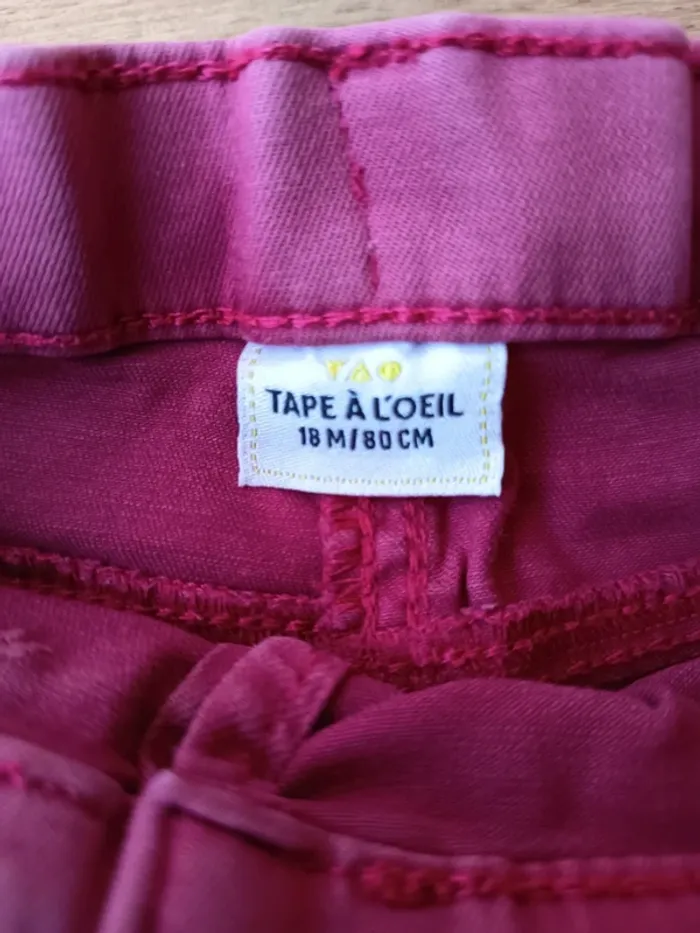 TAO
TAPE À L'OEIL
18 M/80 CM